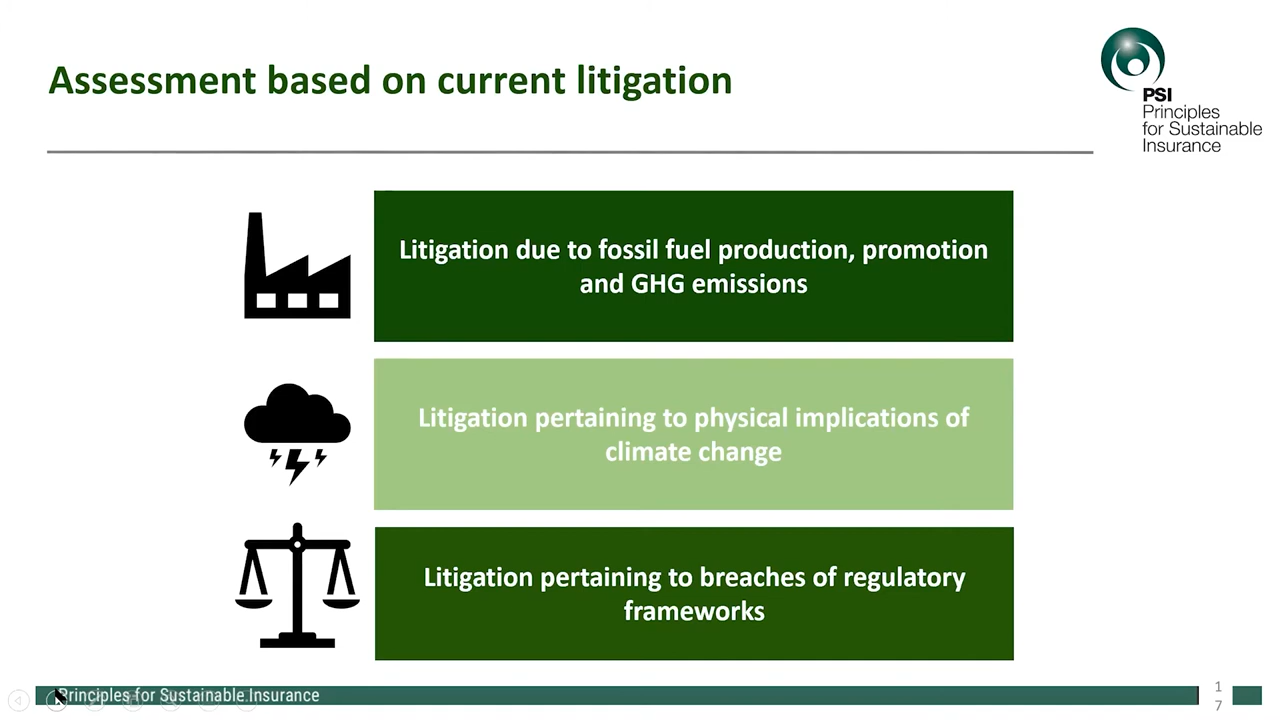 Assessment based on current litigation
PSI
Principles
for Sustainable
Insurance
Litigation due to fossil fuel production, promotion
and GHG emissions
Litigation pertaining to physical implications of
climate change
Litigation pertaining to breaches of regulatory
frameworks
Principles for Sustainable Insurance
1
7